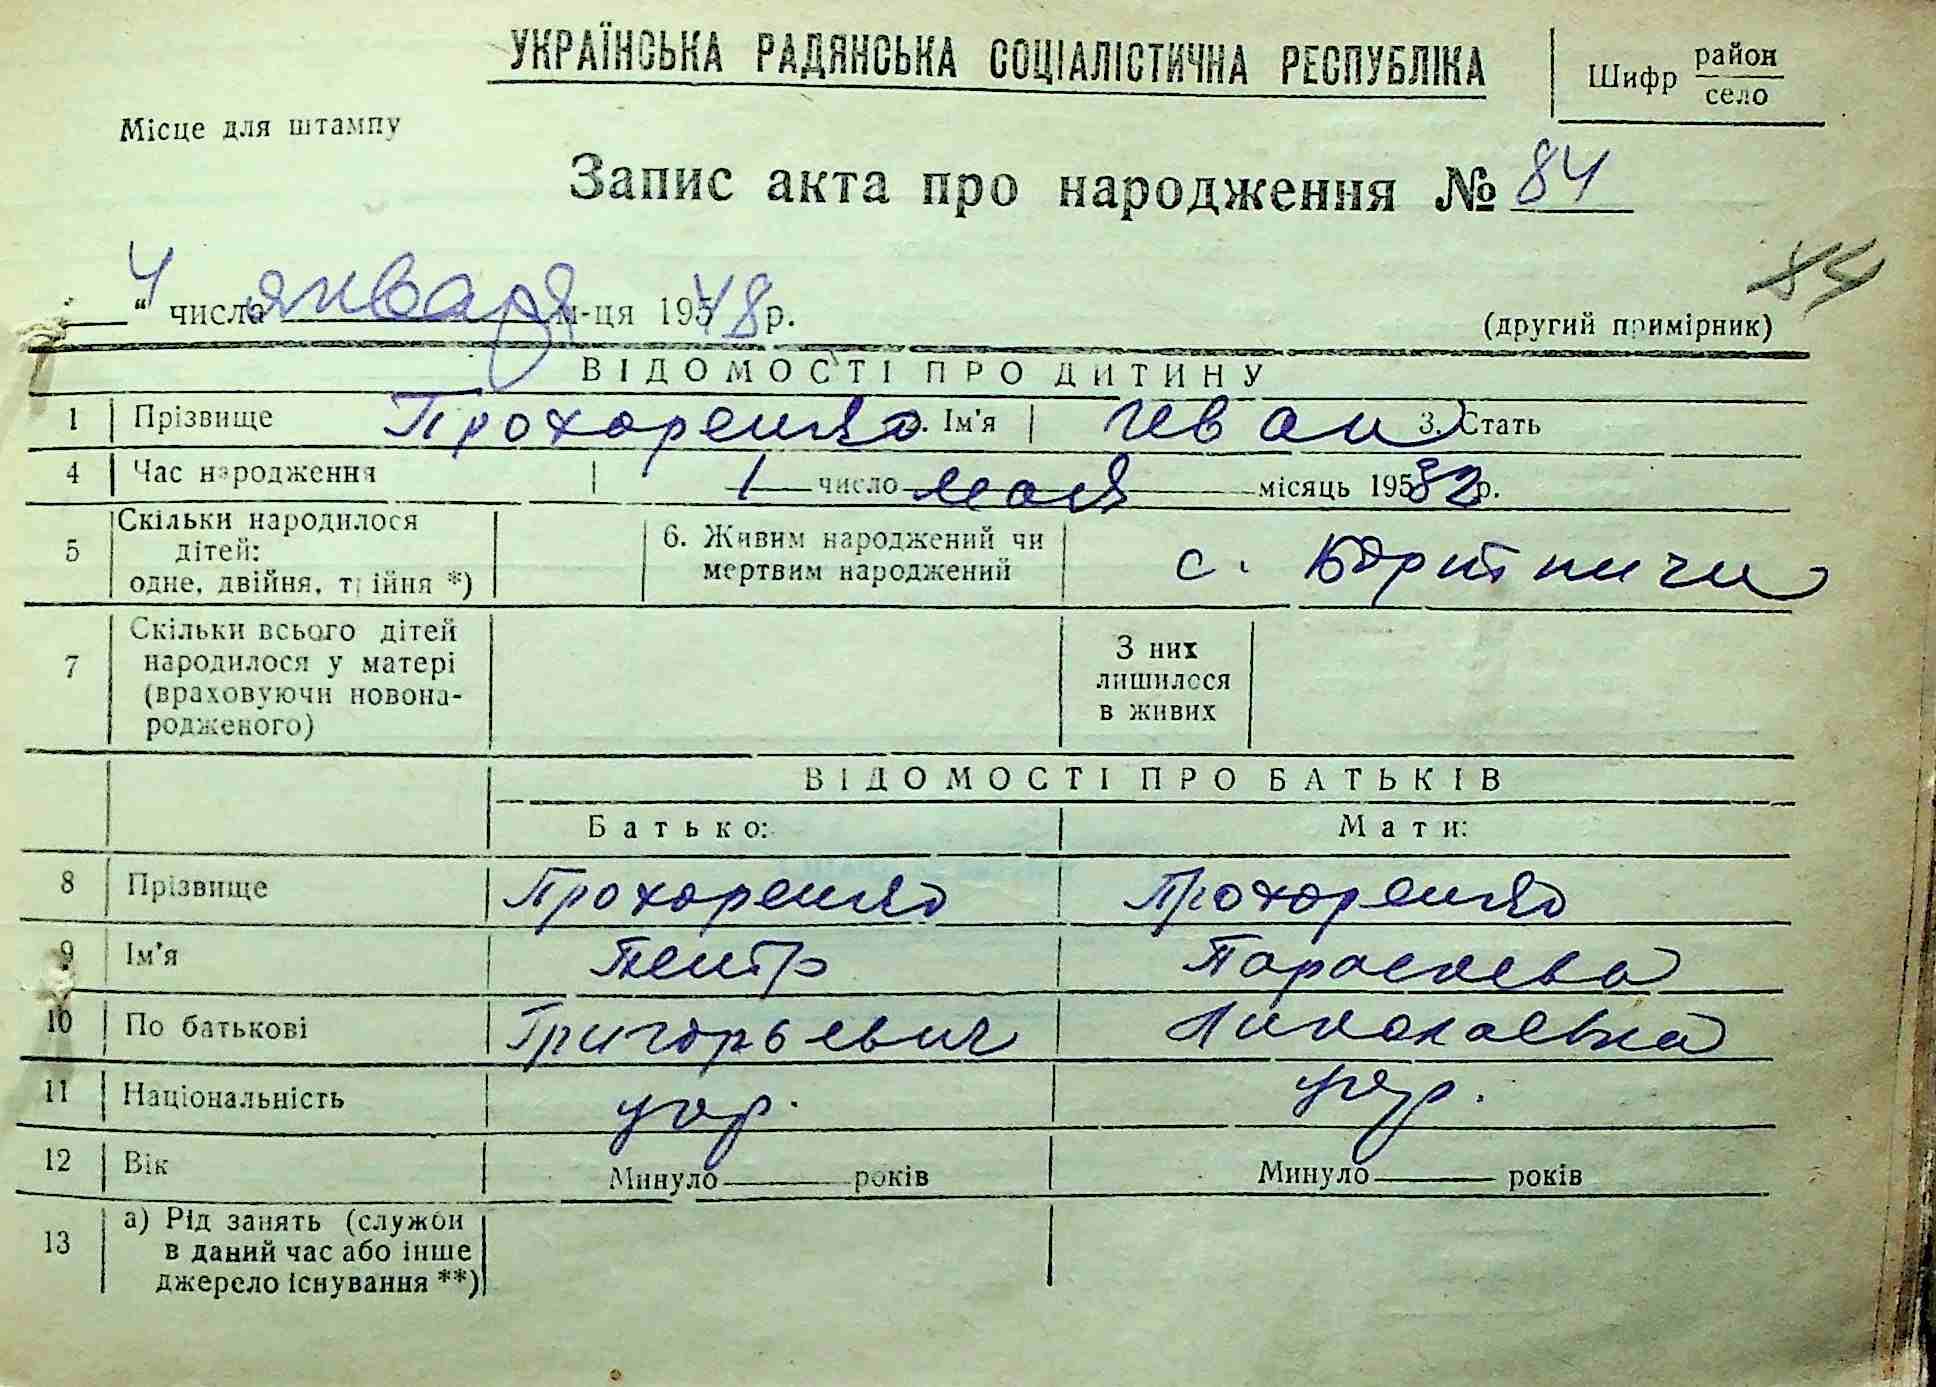 УКРАЇНСЬКА РАДЯНСЬКА СОЦІАЛІСТИЧНА РЕСПУБЛІКА
Шифр район
село
Місце для штампу
Запис акта про народження № 84
84
4 " числа января м-ця 195 48 р.
(другий примірник)
ВІДОМОСТІ ПРО ДИТИНУ
1 Прізвище Прохоренко Ім'я Иван 3. Стать
4 Час народження 1 число мая місяць 195 р.
5 Скільки народилося дітей: одне, двійня, трійня *) 6. Живим народжений чи мертвим народжений с.
7 Скільки всього дітей народилося у матері (враховуючи новонародженого) З них лишилося в живих
ВІДОМОСТІ ПРО БАТЬКІВ
Батько: Мати:
8 Прізвище Прохоренко Прохоренко
9 Ім'я Петр Параскева
10 По батькові Григорьевич
11 Національність укр. укр.
12 Вік Минуло років Минуло років
13 а) Рід занять (служби
в даний час або інше
джерело існування **)